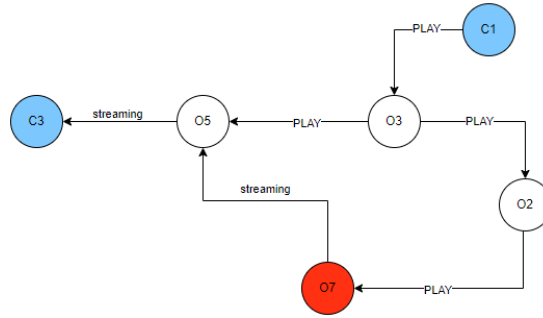 C1
PLAY
C3
streaming
O5
PLAY
O3
PLAY
streaming
O2
O7
PLAY